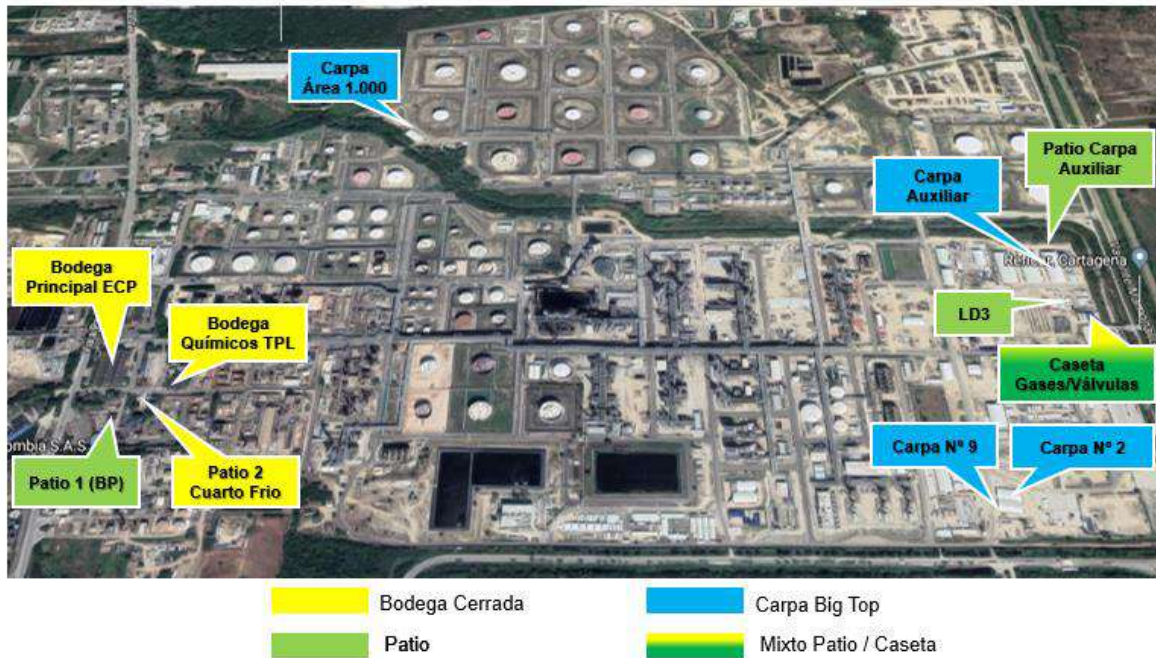 Carpa
Área 1.000
Patio Carpa
Auxiliar
Carpa
Auxiliar
Bodega
Principal ECP
Cartagena
Bodega
Químicos TPL
LD3
Caseta
Gases/Válvulas
ombia S.A.S
Carpa Nº 9
Carpa Nº 2
Patio 1 (BP)
Patio 2
Cuarto Frio
Bodega Cerrada
Carpa Big Top
Patio
Mixto Patio / Caseta